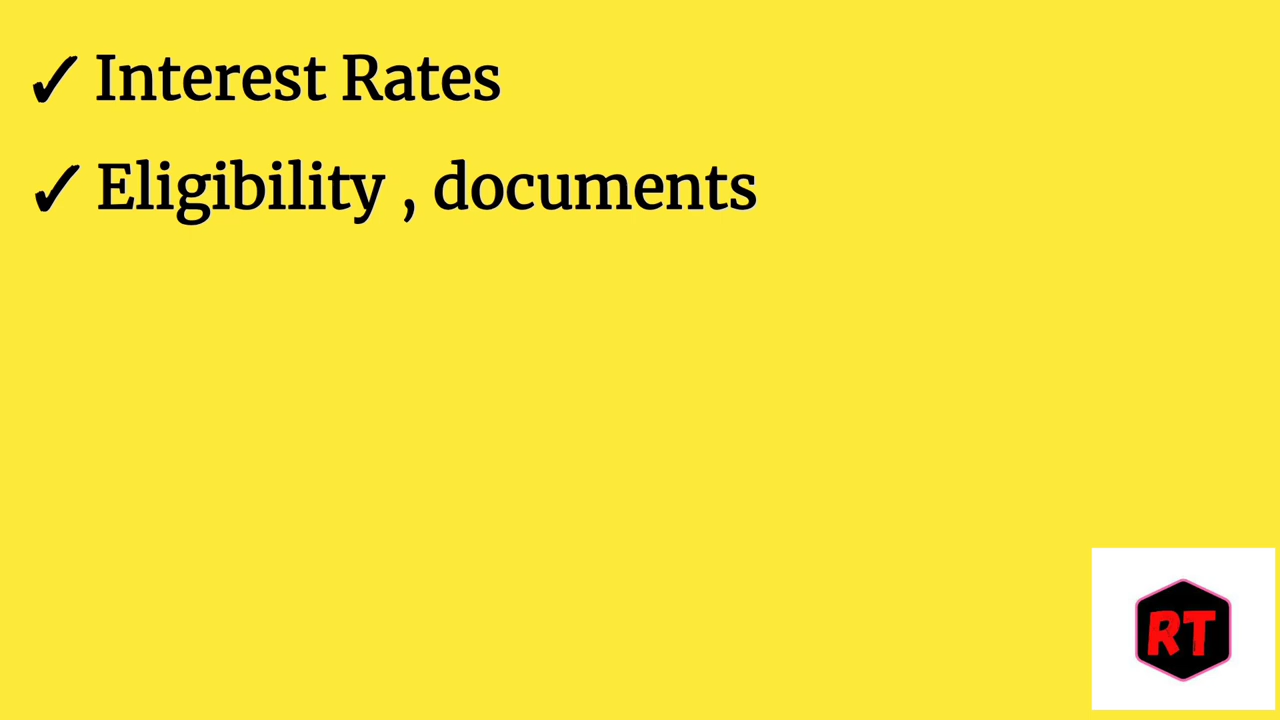 ✓ Interest Rates
✓ Eligibility , documents
RT